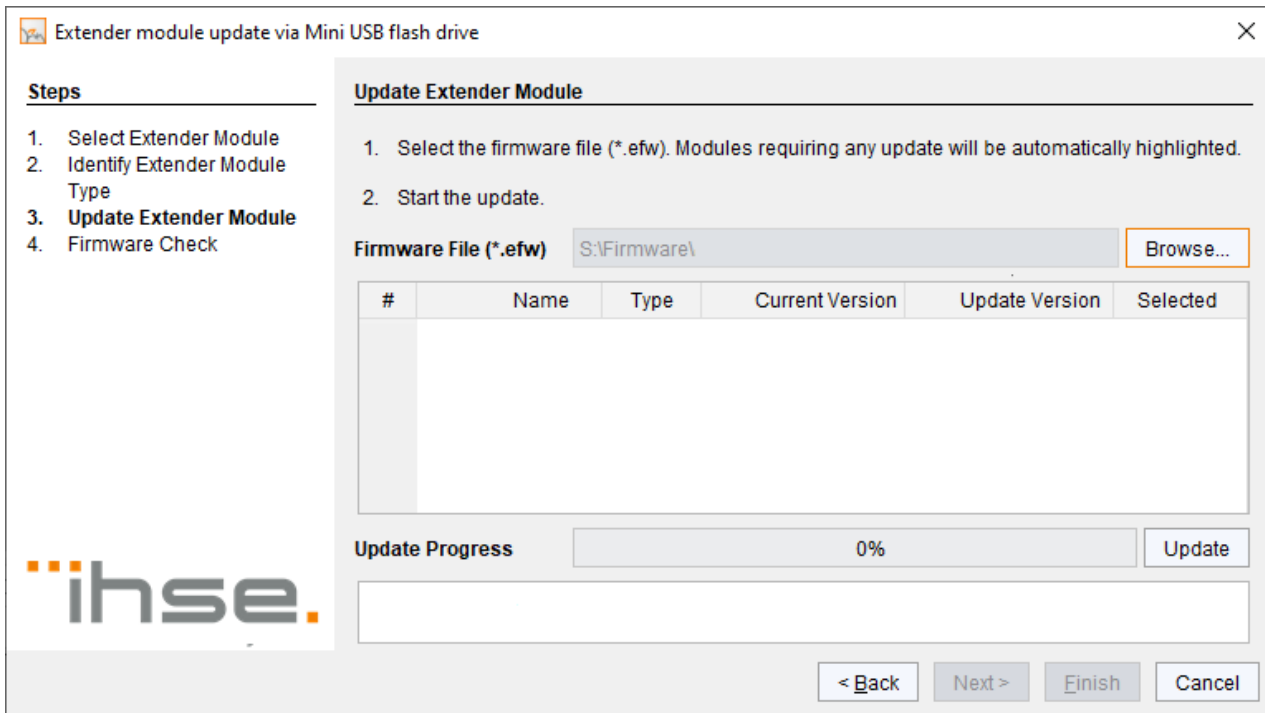 Extender module update via Mini USB flash drive
Steps
1. Select Extender Module
2. Identify Extender Module
Type
3. Update Extender Module
4. Firmware Check
Update Extender Module
1. Select the firmware file (*.efw). Modules requiring any update will be automatically highlighted.
2. Start the update.
Firmware File (*.efw) S:\Firmware\ Browse...
# Name Type Current Version Update Version Selected
Update Progress 0% Update
ihse.
< Back Next > Finish Cancel